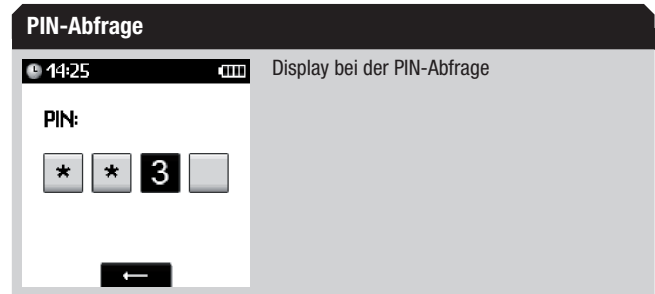 PIN-Abfrage
14:25
Display bei der PIN-Abfrage
PIN:
* * 3